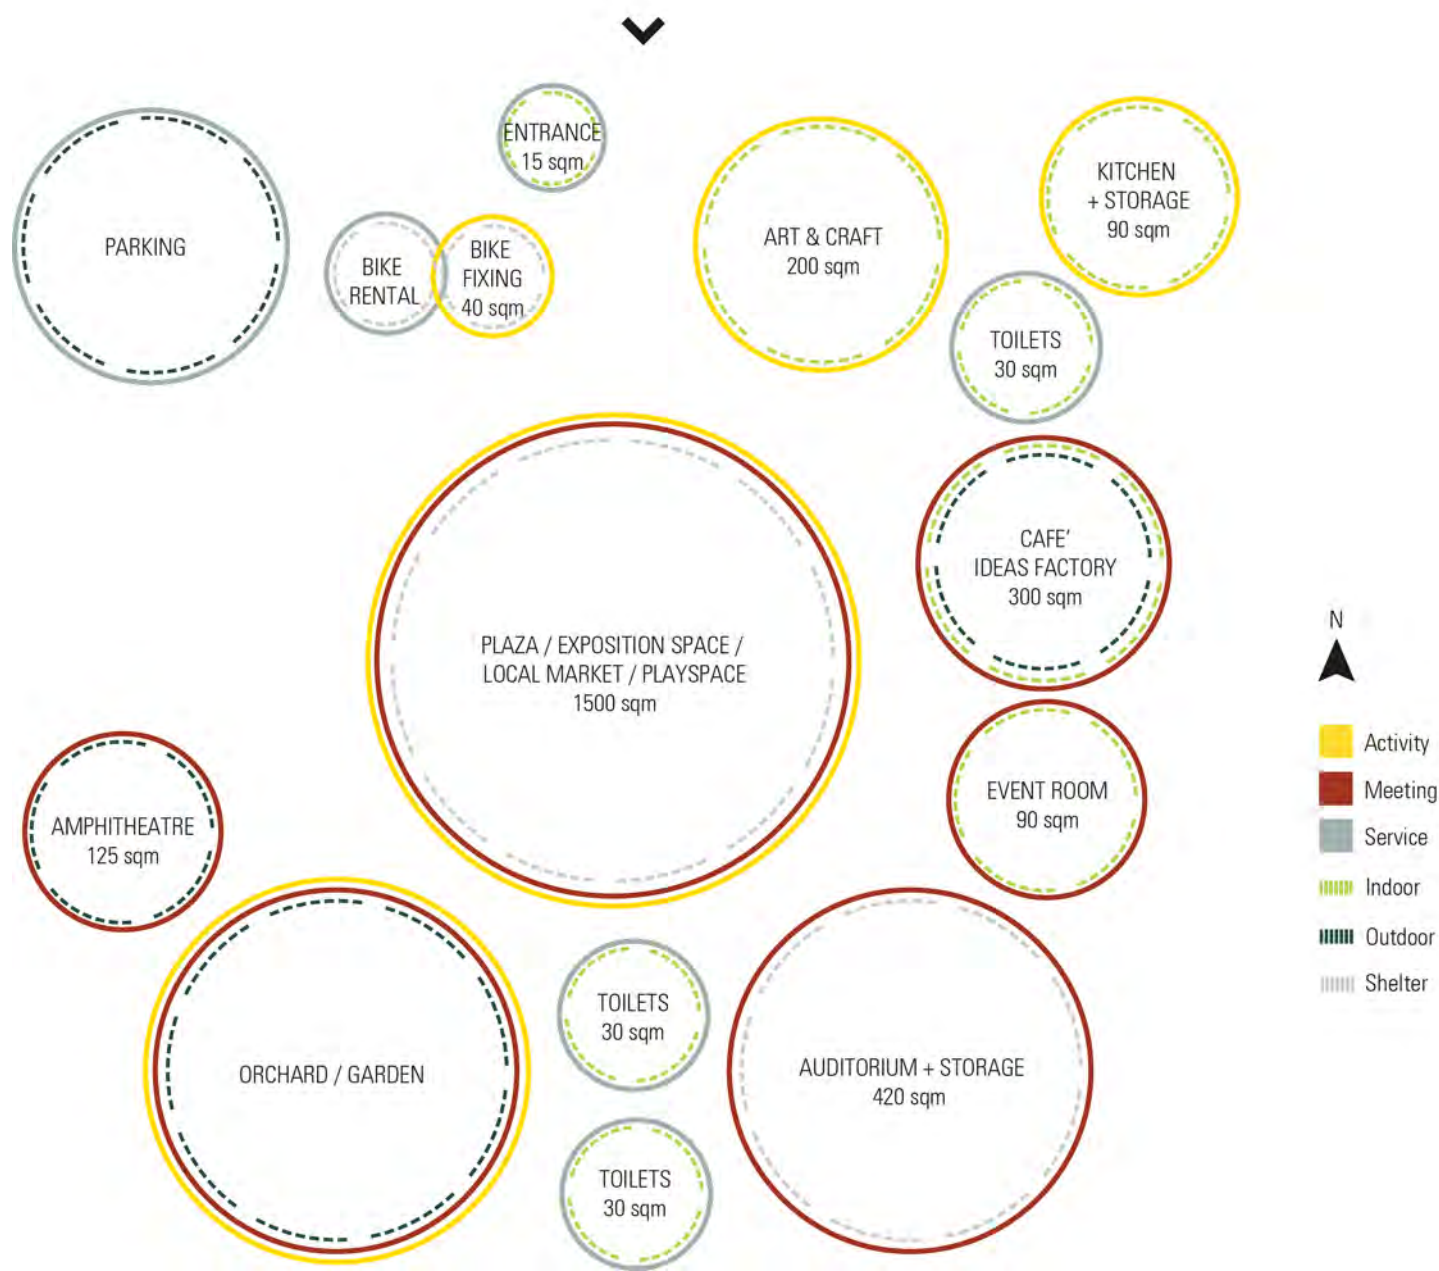 ENTRANCE
15 sqm
PARKING
BIKE
RENTAL
BIKE
FIXING
40 sqm
ART & CRAFT
200 sqm
KITCHEN
+ STORAGE
90 sqm
TOILETS
30 sqm
CAFE'
IDEAS FACTORY
300 sqm
PLAZA / EXPOSITION SPACE /
LOCAL MARKET / PLAYSPACE
1500 sqm
EVENT ROOM
90 sqm
AMPHITHEATRE
125 sqm
ORCHARD / GARDEN
TOILETS
30 sqm
TOILETS
30 sqm
AUDITORIUM + STORAGE
420 sqm
N
Activity
Meeting
Service
Indoor
Outdoor
Shelter